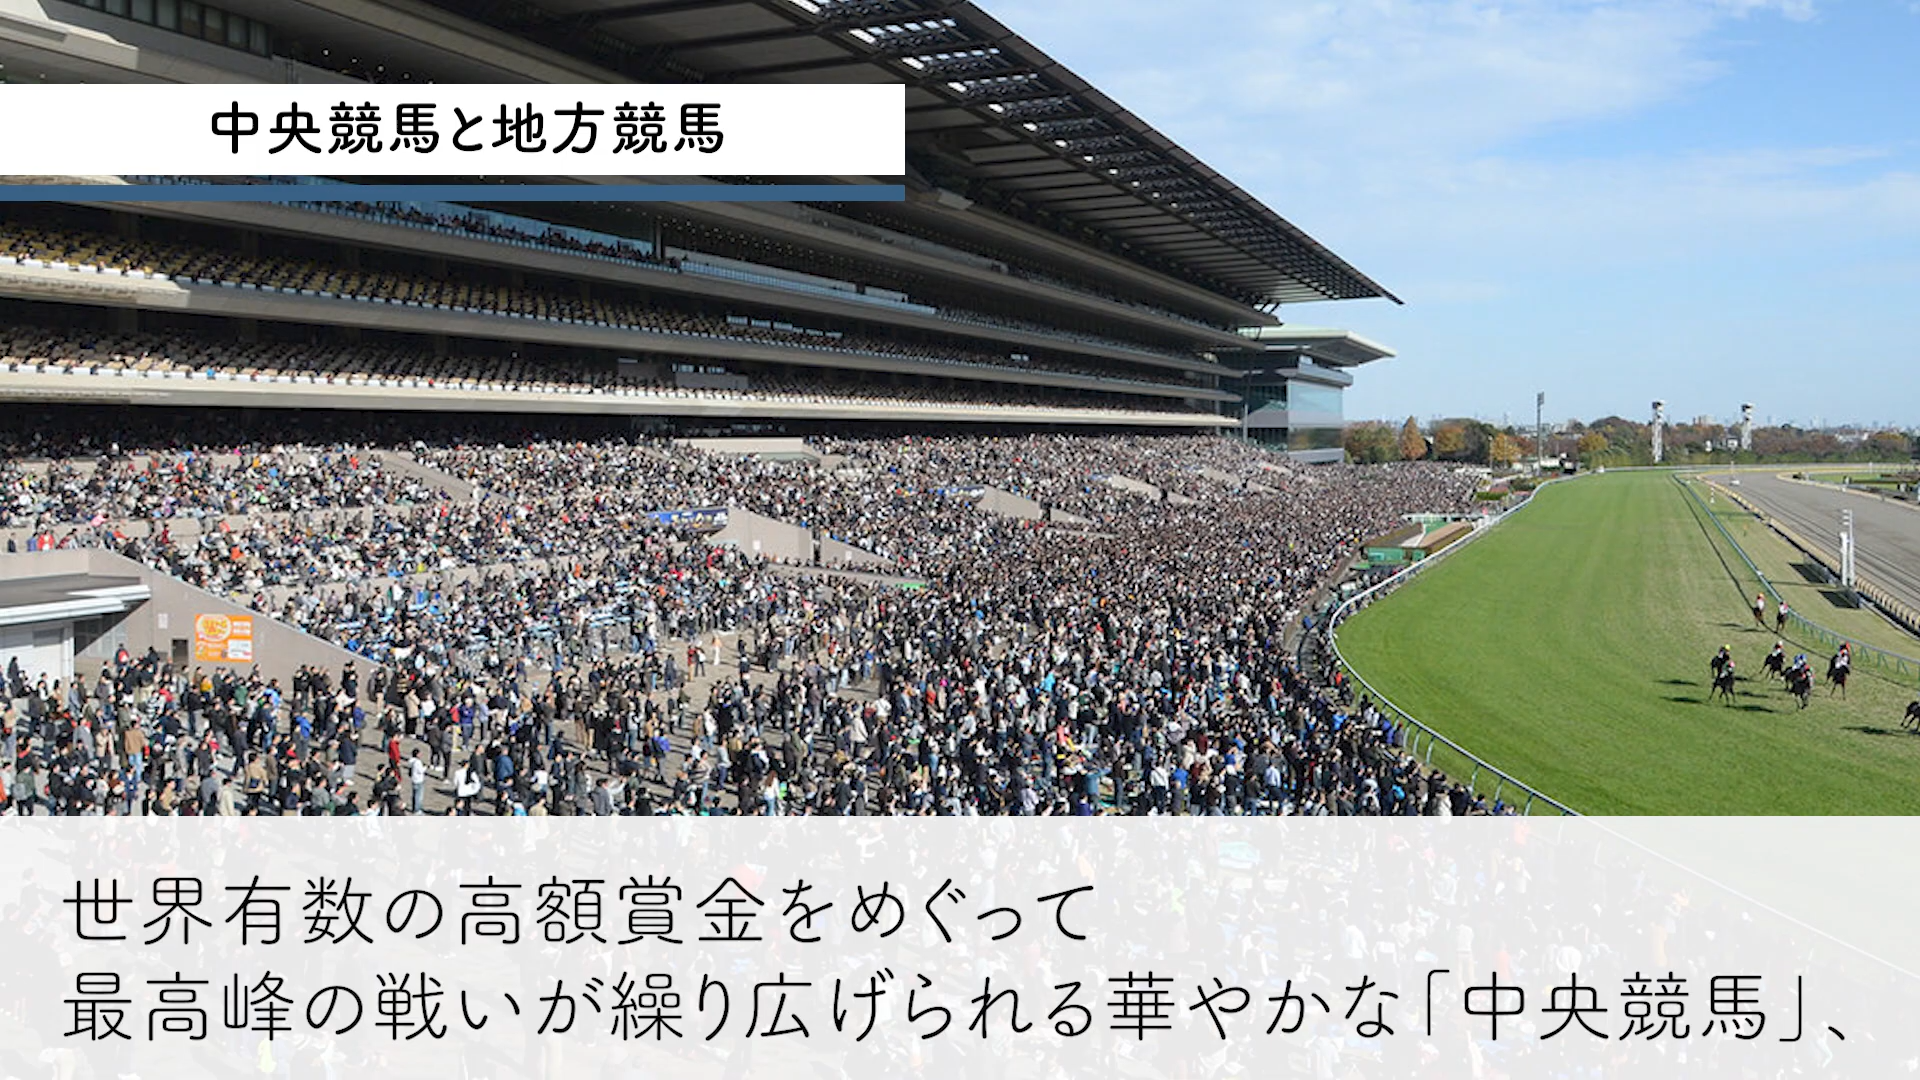 中央競馬と地方競馬
世界有数の高額賞金をめぐって
最高峰の戦いが繰り広げられる華やかな「中央競馬」、